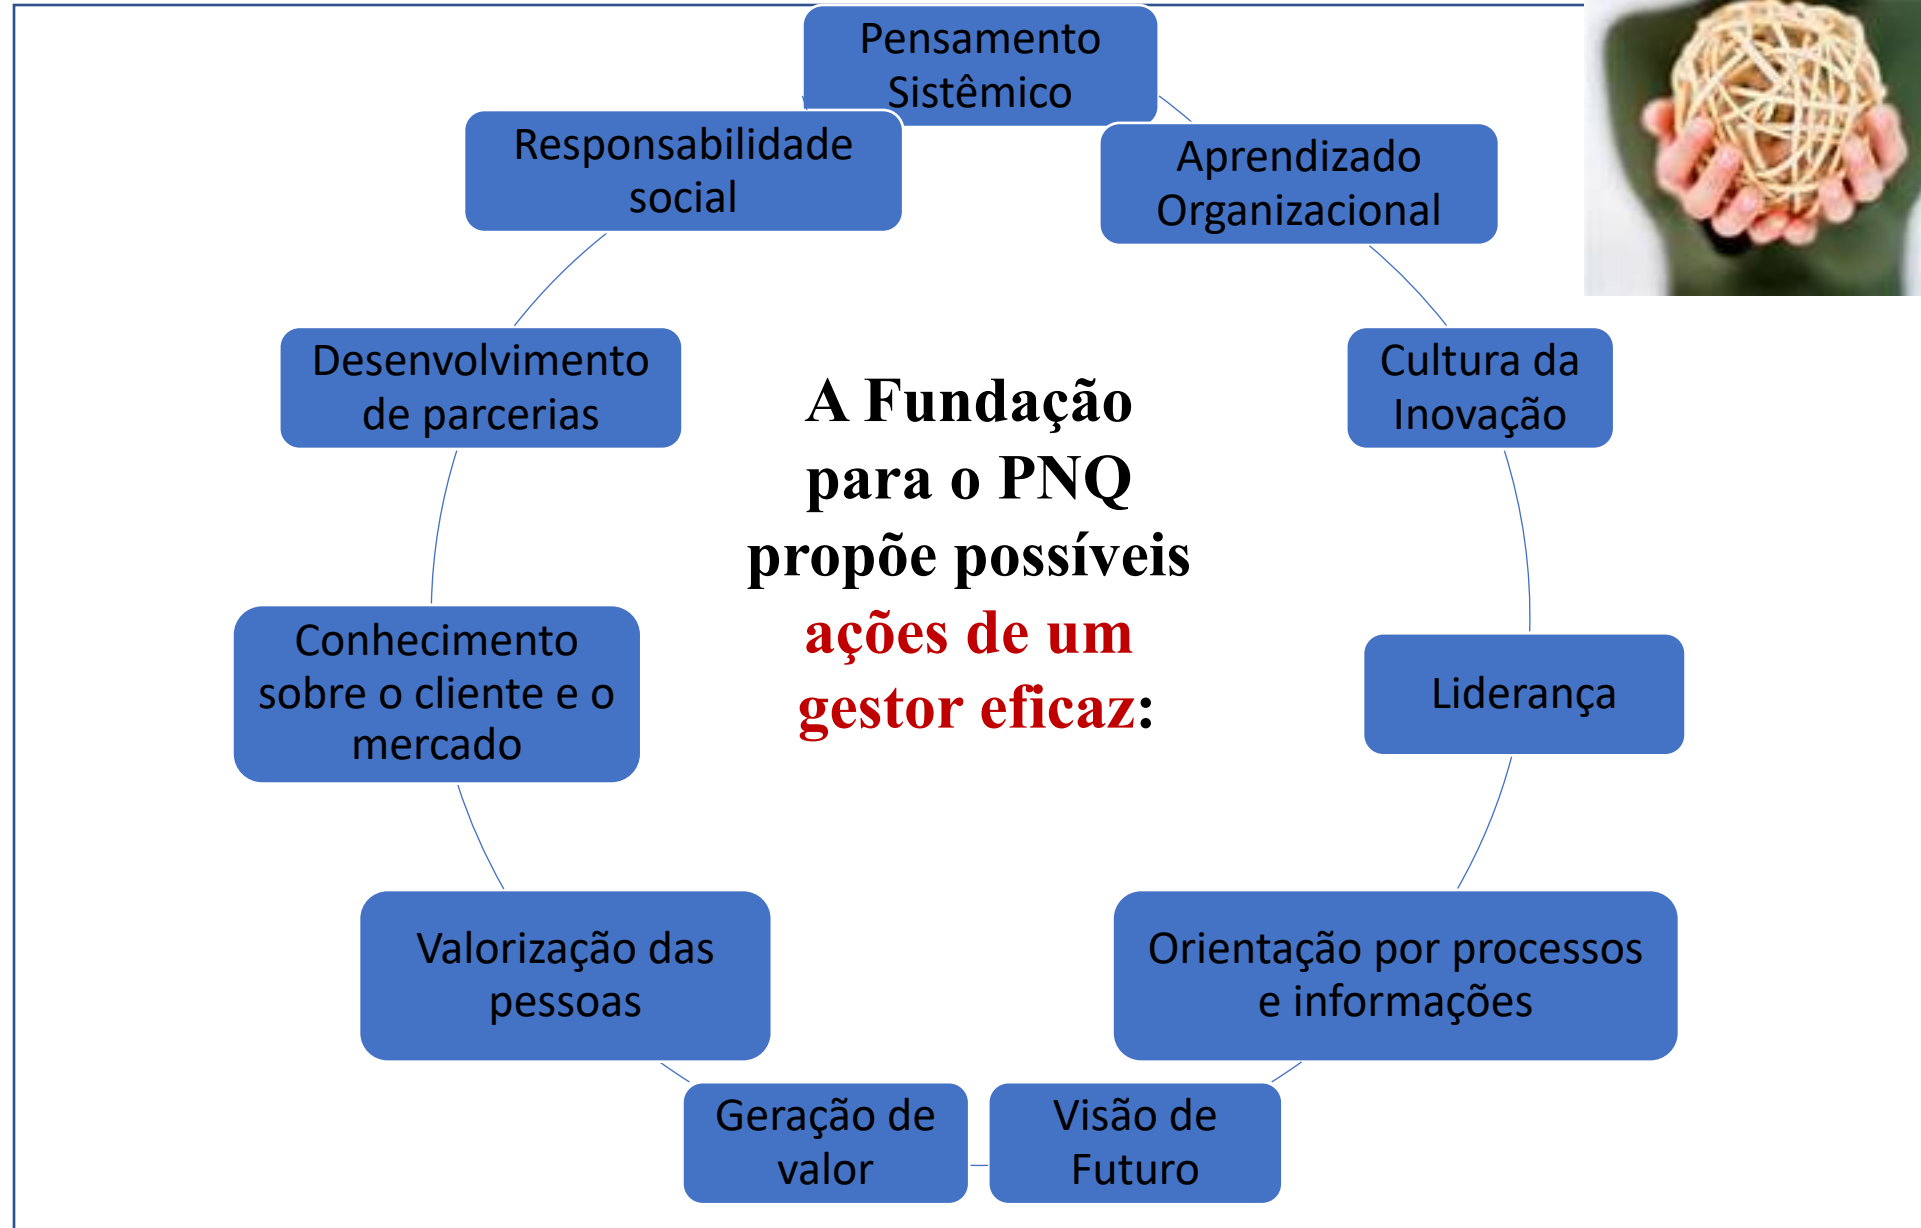 Pensamento
Sistêmico
Aprendizado
Organizacional
Cultura da
Inovação
Liderança
Orientação por processos
e informações
Visão de
Futuro
Geração de
valor
Valorização das
pessoas
Conhecimento
sobre o cliente e o
mercado
Desenvolvimento
de parcerias
Responsabilidade
social
A Fundação
para o PNQ
propõe possíveis
ações de um
gestor eficaz: